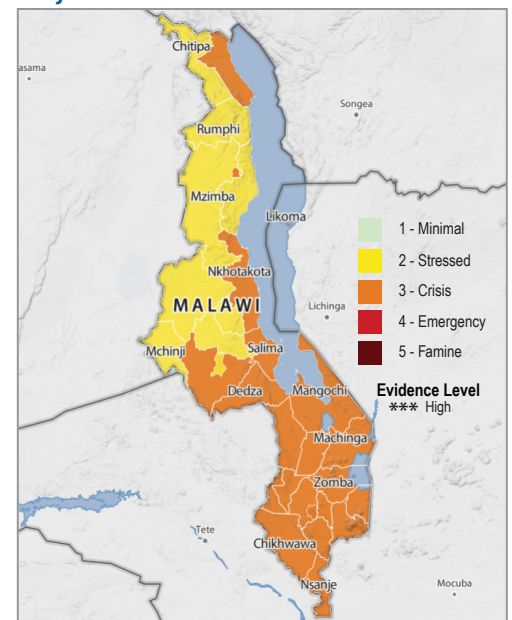 Chitipa
asama
Songea
Rumphi
Mzimba
Likoma
1 - Minimal
2 - Stressed
Nkhotakota
3 - Crisis
MALAWI
Lichinga
4 - Emergency
Salima
Mchinji
5 - Famine
Dedza
Mangochi
Evidence Level
*** High
Machinga
Zomba
Tete
Chikhwawa
Nsanje
Mocuba